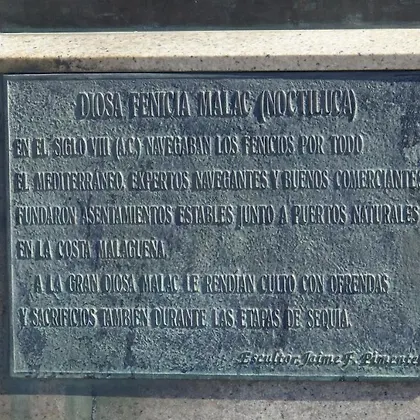 DIOSA FENICIA MALAC (NOCTILUCA)
EN EL SIGLO VIII (A.C.) NAVEGABAN LOS FENICIOS POR TODO
EL MEDITERRÁNEO. EXPERTOS NAVEGANTES Y BUENOS COMERCIANTES
FUNDARON ASENTAMIENTOS ESTABLES JUNTO A PUERTOS NATURALES
EN LA COSTA MALAGUEÑA.
A LA GRAN DIOSA MALAC, LE RENDIAN CULTO CON OFRENDAS
Y SACRIFICIOS TAMBIÉN DURANTE LAS ETAPAS DE SEQUIA.
Escultor, Jaime F. Pimentel